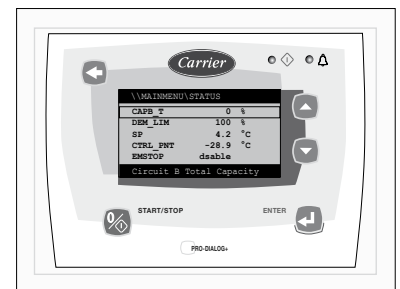 Carrier
\\MAINMENU\STATUS
CAPB_T 0 %
DEM_LIM 100 %
SP 4.2 °C
CTRL_PNT -28.9 °C
EMSTOP dsable
Circuit B Total Capacity
START/STOP
ENTER
PRO-DIALOG+